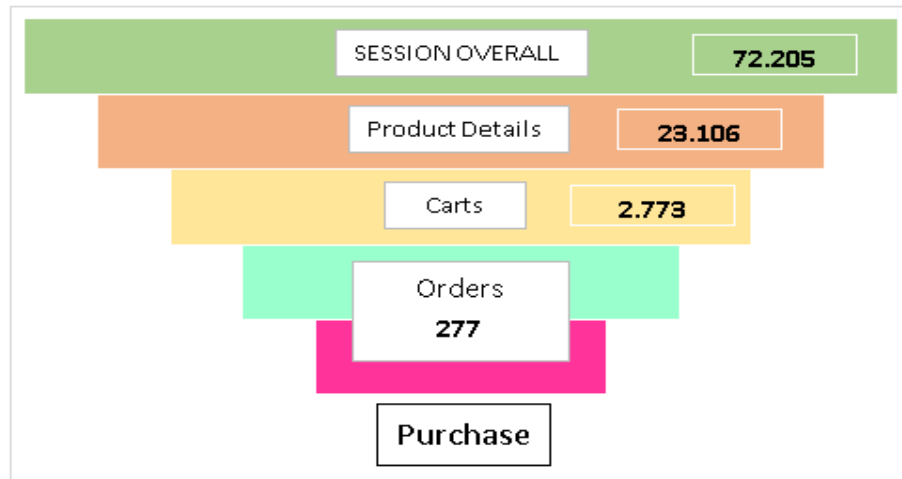 SESSION OVERALL 72.205
Product Details 23.106
Carts 2.773
Orders
277
Purchase